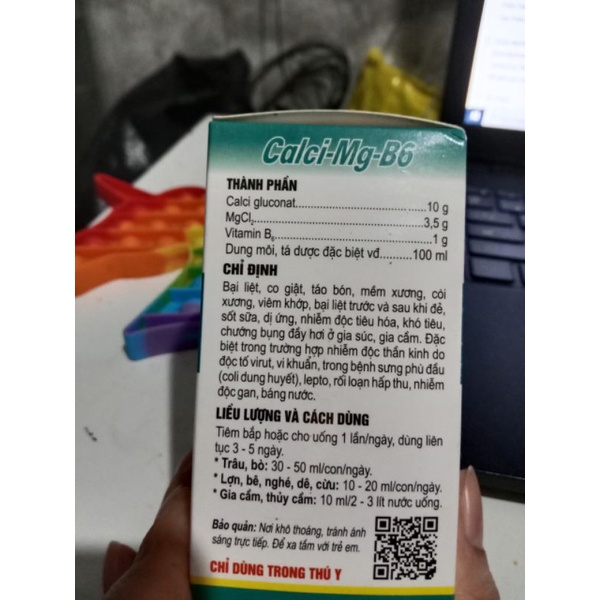 Calci-Mg-B6
THÀNH PHẦN
Calci gluconat..............................10 g
MgCl₂.........................................3,5 g
Vitamin B₆......................................1 g
Dung môi, tá dược đặc biệt vđ..........100 ml
CHỈ ĐỊNH
Bại liệt, co giật, táo bón, mềm xương, còi
xương, viêm khớp, bại liệt trước và sau khi đẻ,
sốt sữa, dị ứng, nhiễm độc tiêu hóa, khó tiêu,
chướng bụng đầy hơi ở gia súc, gia cầm. Đặc
biệt trong trường hợp nhiễm độc thần kinh do
độc tố virut, vi khuẩn, trong bệnh sưng phù đầu
(coli dung huyết), lepto, rối loạn hấp thu, nhiễm
độc gan, báng nước.
LIỀU LƯỢNG VÀ CÁCH DÙNG
Tiêm bắp hoặc cho uống 1 lần/ngày, dùng liên
tục 3 - 5 ngày.
* Trâu, bò: 30 - 50 ml/con/ngày.
* Lợn, bê, nghé, dê, cừu: 10 - 20 ml/con/ngày.
* Gia cầm, thủy cầm: 10 ml/2 - 3 lít nước uống.
Bảo quản: Nơi khô thoáng, tránh ánh
sáng trực tiếp. Để xa tầm với trẻ em.
CHỈ DÙNG TRONG THÚ Y